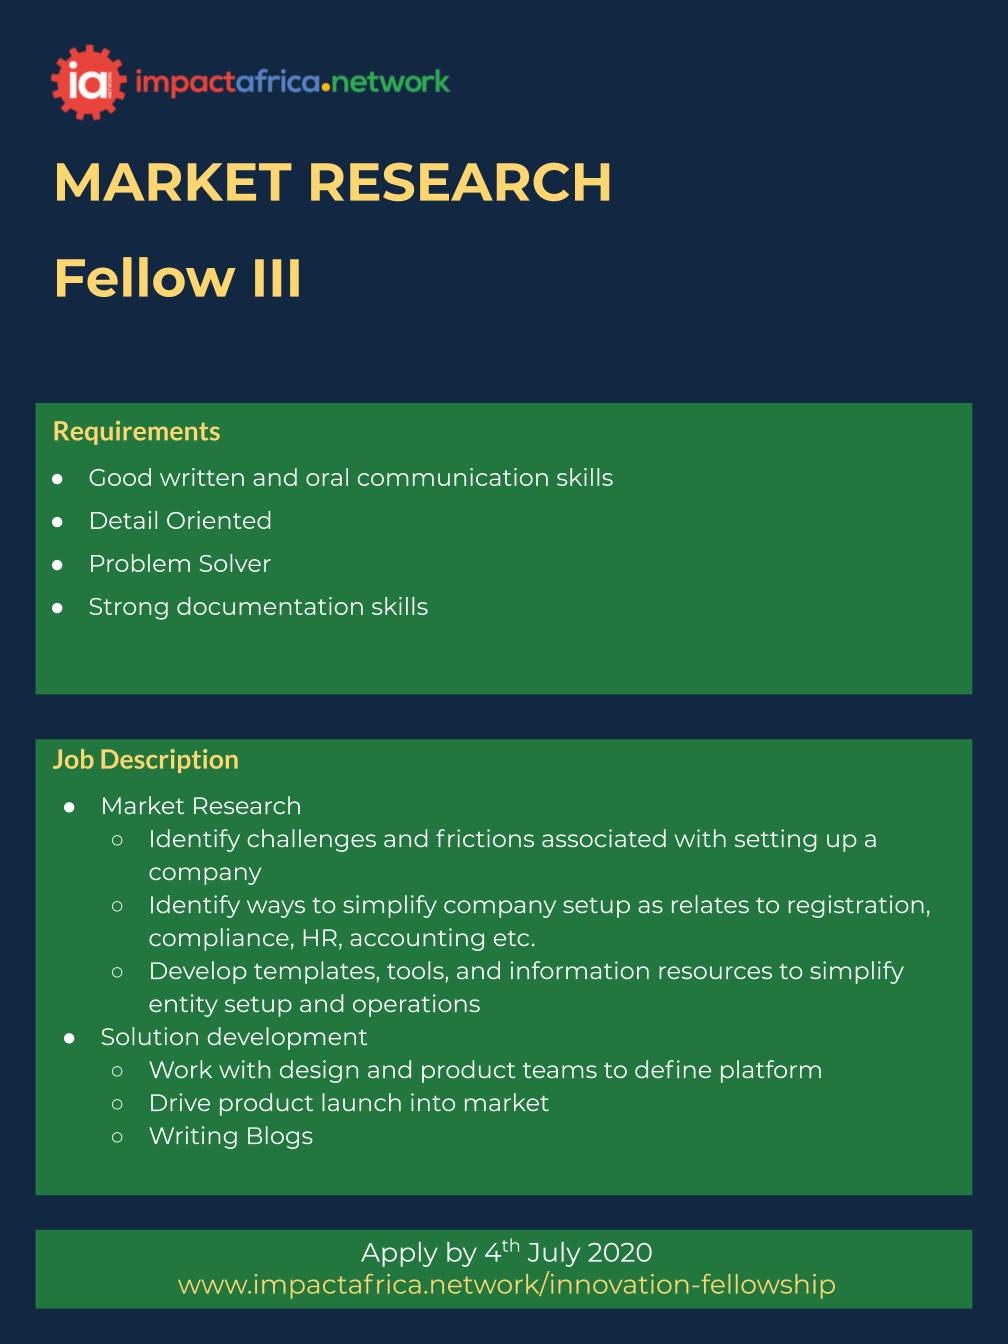 ia impactafrica.network
MARKET RESEARCH
Fellow III
Requirements
● Good written and oral communication skills
● Detail Oriented
● Problem Solver
● Strong documentation skills
Job Description
● Market Research
○ Identify challenges and frictions associated with setting up a
company
○ Identify ways to simplify company setup as relates to registration,
compliance, HR, accounting etc.
○ Develop templates, tools, and information resources to simplify
entity setup and operations
● Solution development
○ Work with design and product teams to define platform
○ Drive product launch into market
○ Writing Blogs
Apply by 4th July 2020
www.impactafrica.network/innovation-fellowship